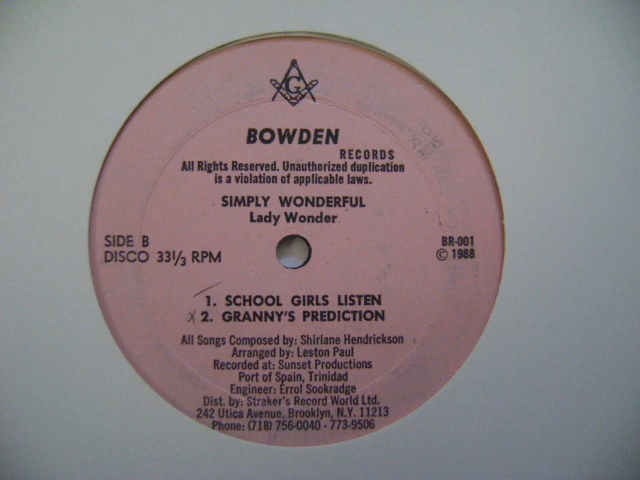 G
BOWDEN
RECORDS
All Rights Reserved. Unauthorized duplication
is a violation of applicable laws.
SIMPLY WONDERFUL
Lady Wonder
SIDE B
DISCO 33⅓ RPM
BR-001
© 1988
1. SCHOOL GIRLS LISTEN
x 2. GRANNY'S PREDICTION
All Songs Composed by: Shirlane Hendrickson
Arranged by: Leston Paul
Recorded at: Sunset Productions
Port of Spain, Trinidad
Engineer: Errol Sookradge
Dist. by: Straker's Record World Ltd.
242 Utica Avenue, Brooklyn, N.Y. 11213
Phone: (718) 756-0040 - 773-9506